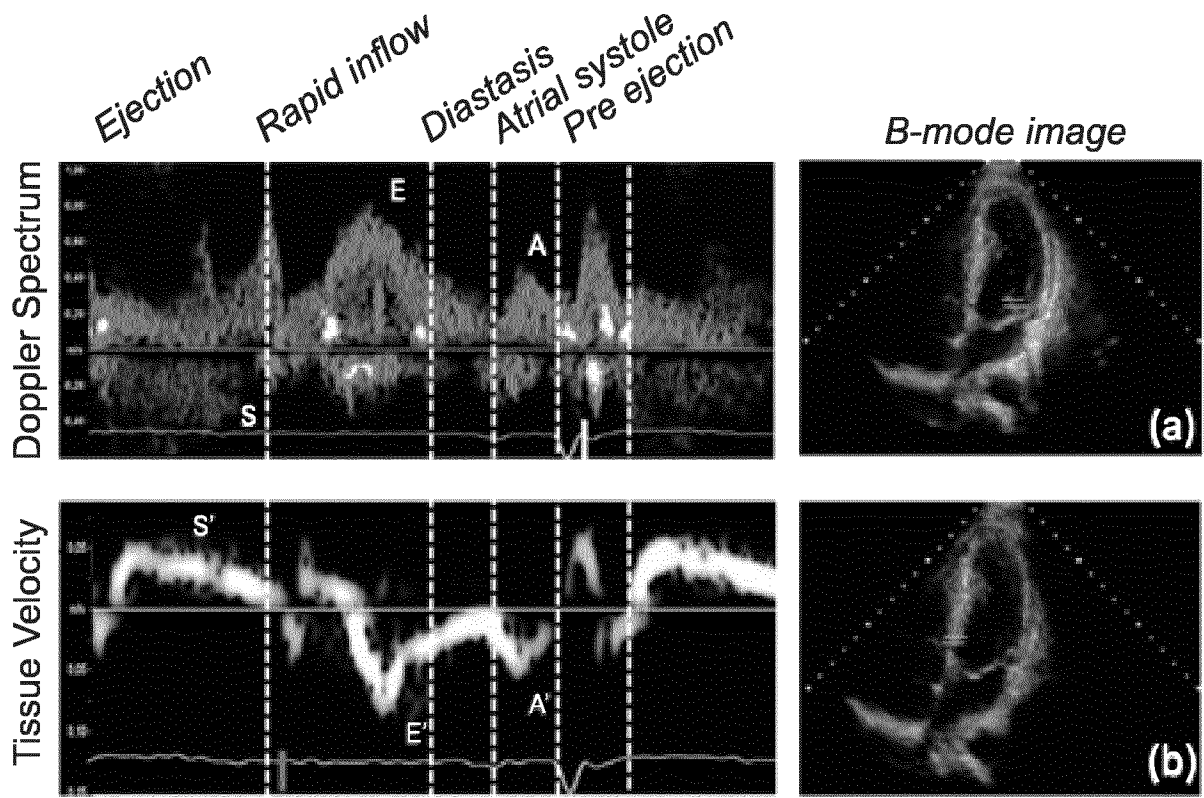 Ejection
Rapid inflow
Diastasis
Atrial systole
Pre ejection
B-mode image
Doppler Spectrum
E
A
S
(a)
Tissue Velocity
S'
E'
A'
(b)